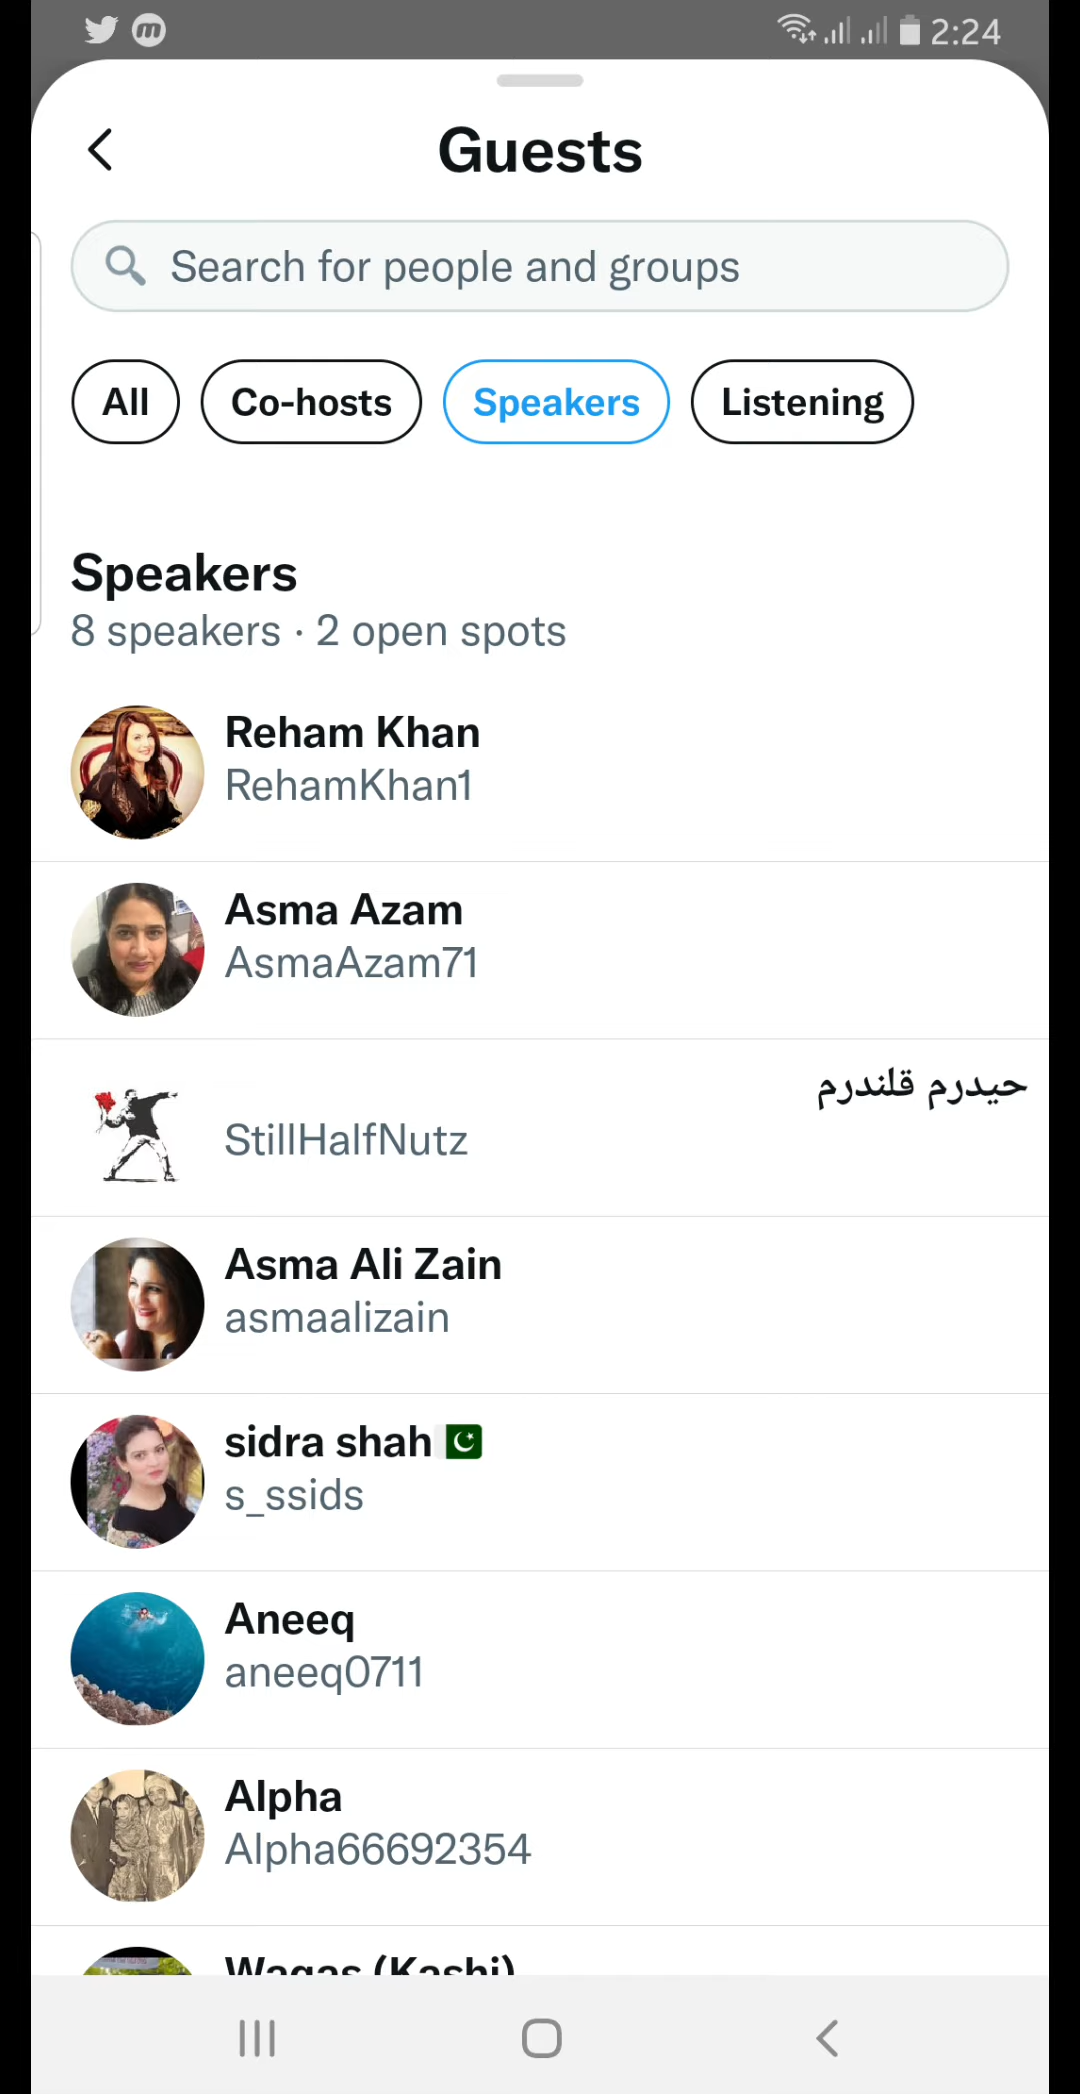 2:24
Guests
Search for people and groups
All Co-hosts Speakers Listening
Speakers
8 speakers · 2 open spots
Reham Khan
RehamKhan1
Asma Azam
AsmaAzam71
حیدرم قلندرم
StillHalfNutz
Asma Ali Zain
asmaalizain
sidra shah🇵🇰
s_ssids
Aneeq
aneeq0711
Alpha
Alpha66692354
Waqas (Kashi)